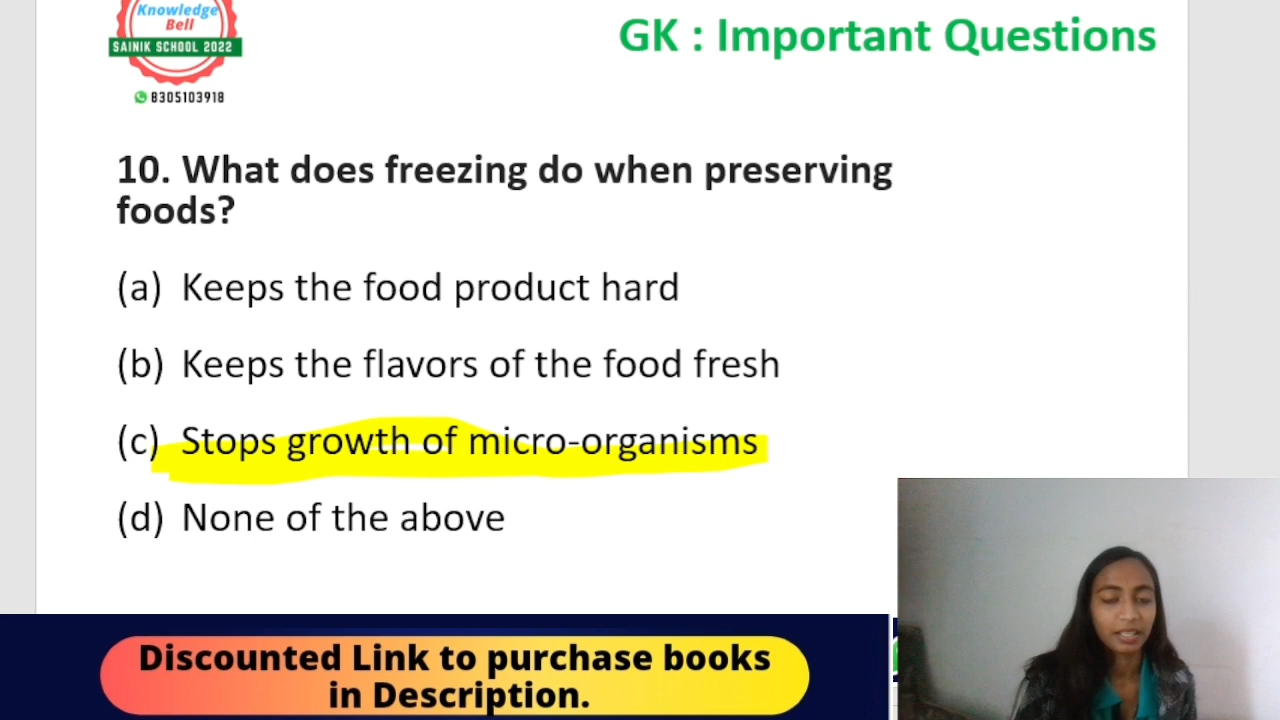 Knowledge
Bell
SAINIK SCHOOL 2022
8305103918
GK : Important Questions
10. What does freezing do when preserving
foods?
(a) Keeps the food product hard
(b) Keeps the flavors of the food fresh
(c) Stops growth of micro-organisms
(d) None of the above
Discounted Link to purchase books
in Description.